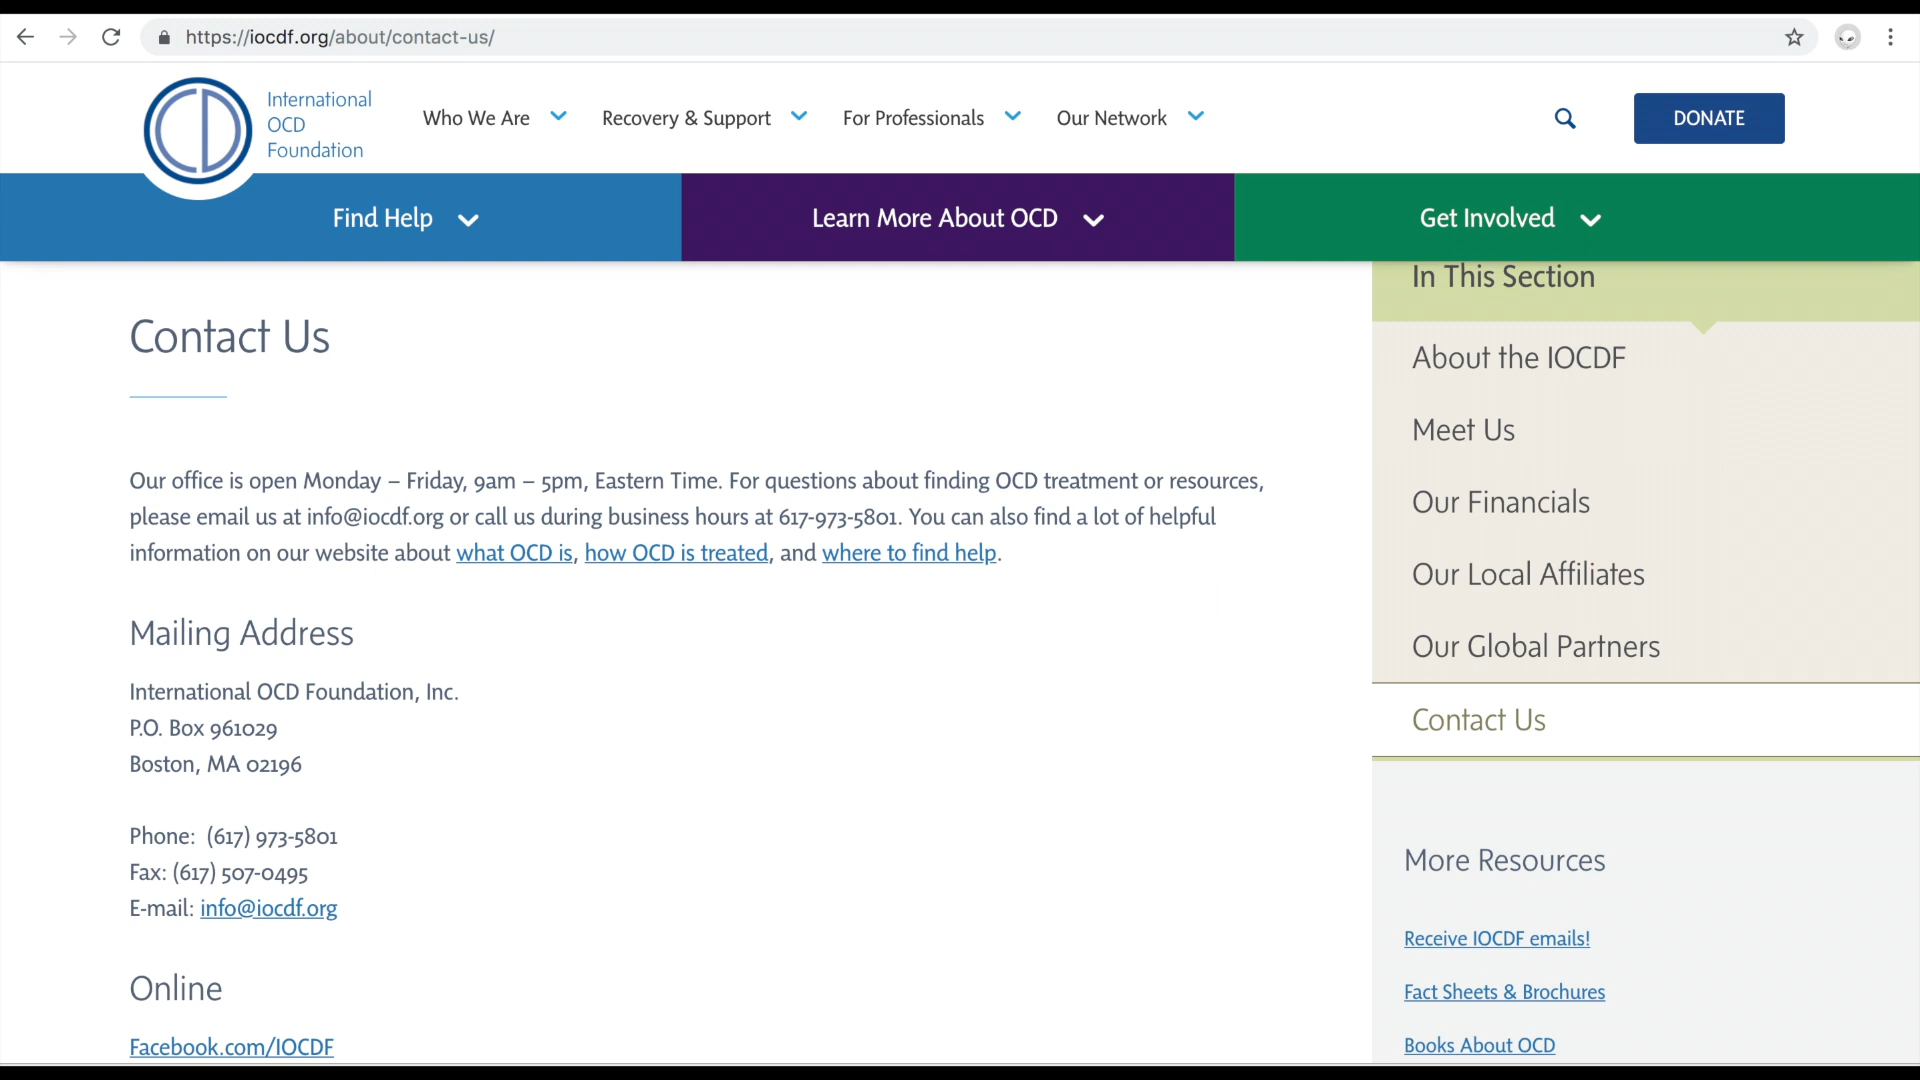 https://iocdf.org/about/contact-us/
International
OCD
Foundation
Who We Are
Recovery & Support
For Professionals
Our Network
DONATE
Find Help
Learn More About OCD
Get Involved
Contact Us
Our office is open Monday – Friday, 9am – 5pm, Eastern Time. For questions about finding OCD treatment or resources,
please email us at info@iocdf.org or call us during business hours at 617-973-5801. You can also find a lot of helpful
information on our website about what OCD is, how OCD is treated, and where to find help.
Mailing Address
International OCD Foundation, Inc.
P.O. Box 961029
Boston, MA 02196
Phone: (617) 973-5801
Fax: (617) 507-0495
E-mail: info@iocdf.org
Online
Facebook.com/IOCDF
In This Section
About the IOCDF
Meet Us
Our Financials
Our Local Affiliates
Our Global Partners
Contact Us
More Resources
Receive IOCDF emails!
Fact Sheets & Brochures
Books About OCD